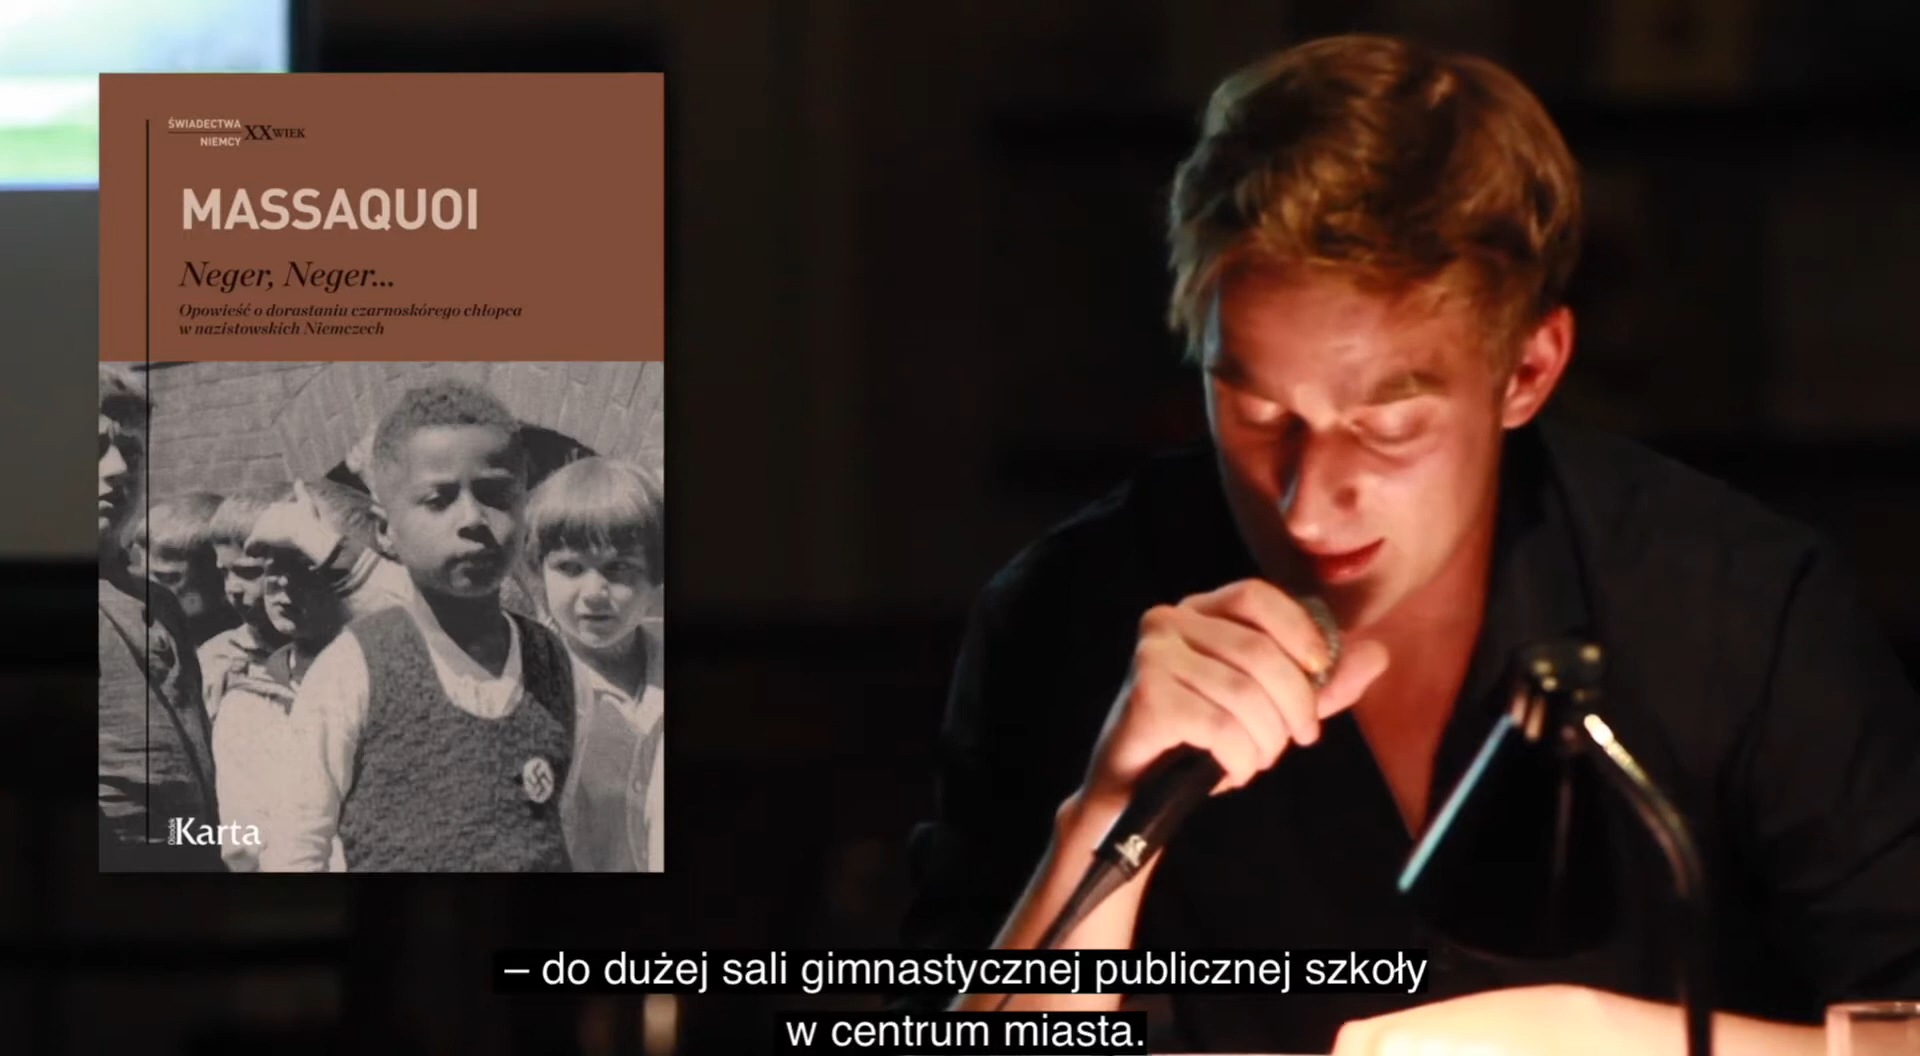 ŚWIADECTWA
NIEMCY
XX WIEK
MASSAQUOI
Neger, Neger...
Opowieść o dorastaniu czarnoskórego chłopca
w nazistowskich Niemczech
Ośrodek
Karta
– do dużej sali gimnastycznej publicznej szkoły
w centrum miasta.